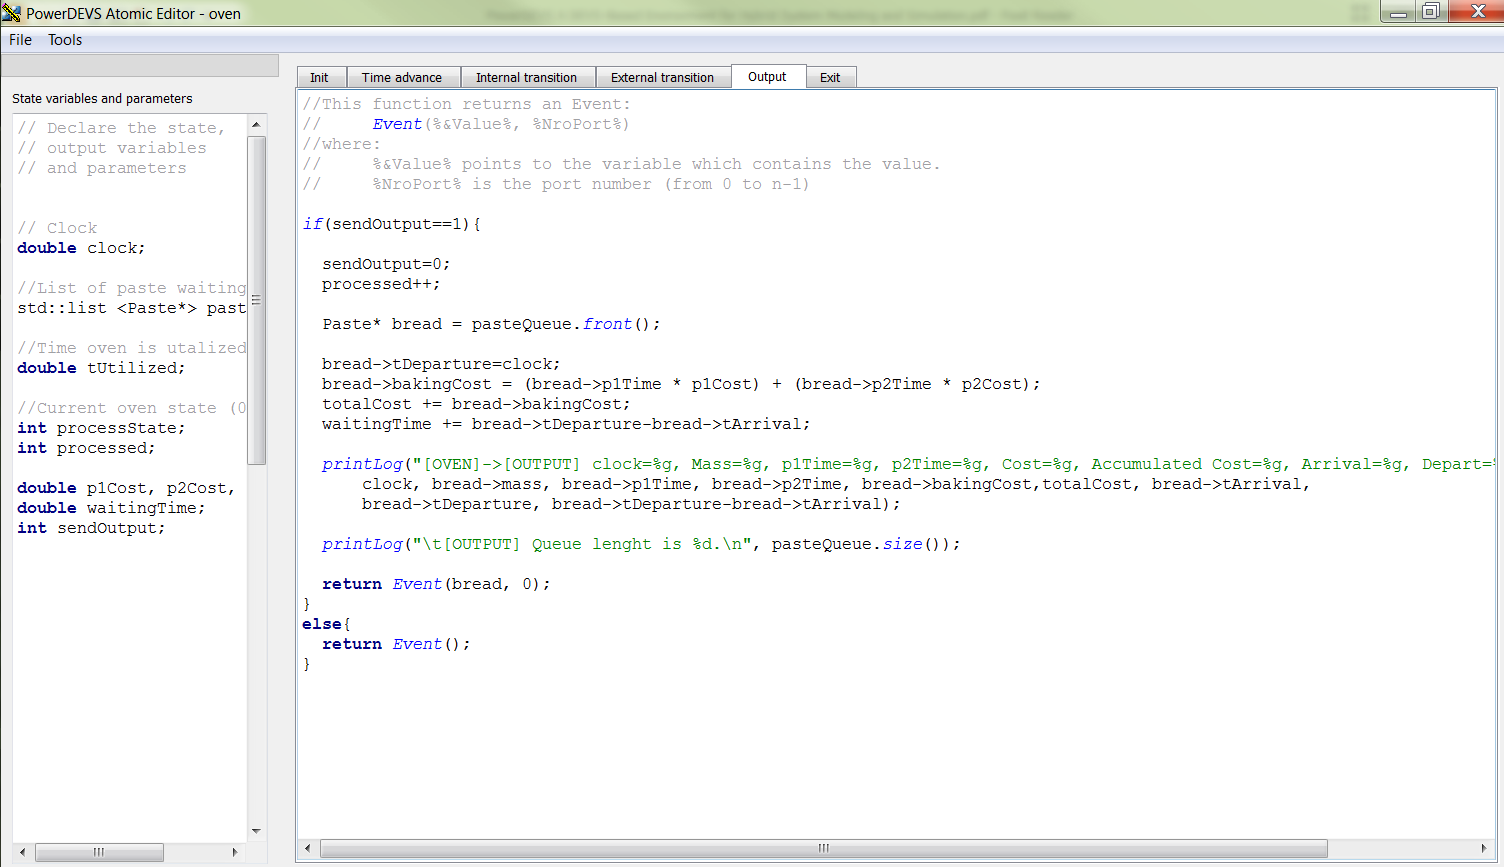 PowerDEVS Atomic Editor - oven
File Tools
Init Time advance Internal transition External transition Output Exit
State variables and parameters
// Declare the state,
// output variables
// and parameters
// Clock
double clock;
//List of paste waiting
std::list <Paste*> past
//Time oven is utalized
double tUtilized;
//Current oven state (0
int processState;
int processed;
double p1Cost, p2Cost,
double waitingTime;
int sendOutput;
//This function returns an Event:
//     Event(%&Value%, %NroPort%)
//where:
//     %&Value% points to the variable which contains the value.
//     %NroPort% is the port number (from 0 to n-1)
if(sendOutput==1){
  sendOutput=0;
  processed++;
  Paste* bread = pasteQueue.front();
  bread->tDeparture=clock;
  bread->bakingCost = (bread->p1Time * p1Cost) + (bread->p2Time * p2Cost);
  totalCost += bread->bakingCost;
  waitingTime += bread->tDeparture-bread->tArrival;
  printLog("[OVEN]->[OUTPUT] clock=%g, Mass=%g, p1Time=%g, p2Time=%g, Cost=%g, Accumulated Cost=%g, Arrival=%g, Depart=%
      clock, bread->mass, bread->p1Time, bread->p2Time, bread->bakingCost,totalCost, bread->tArrival,
      bread->tDeparture, bread->tDeparture-bread->tArrival);
  printLog("\t[OUTPUT] Queue lenght is %d.\n", pasteQueue.size());
  return Event(bread, 0);
}
else{
  return Event();
}